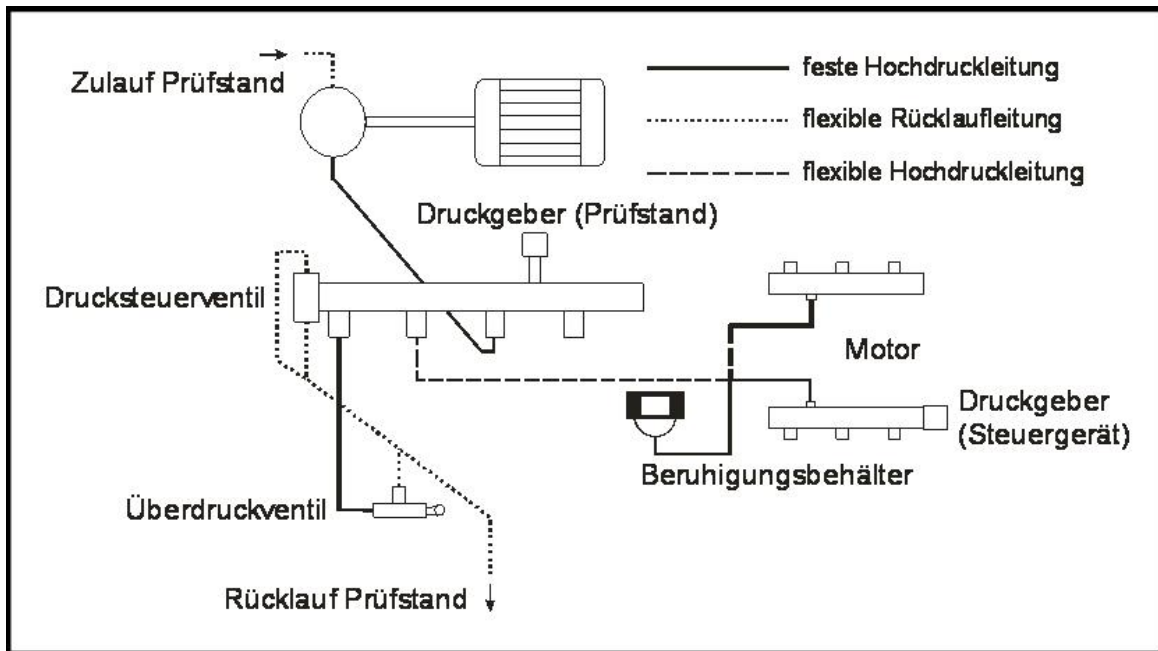 Zulauf Prüfstand
feste Hochdruckleitung
flexible Rücklaufleitung
flexible Hochdruckleitung
Druckgeber (Prüfstand)
Drucksteuerventil
Motor
Druckgeber
(Steuergerät)
Beruhigungsbehälter
Überdruckventil
Rücklauf Prüfstand